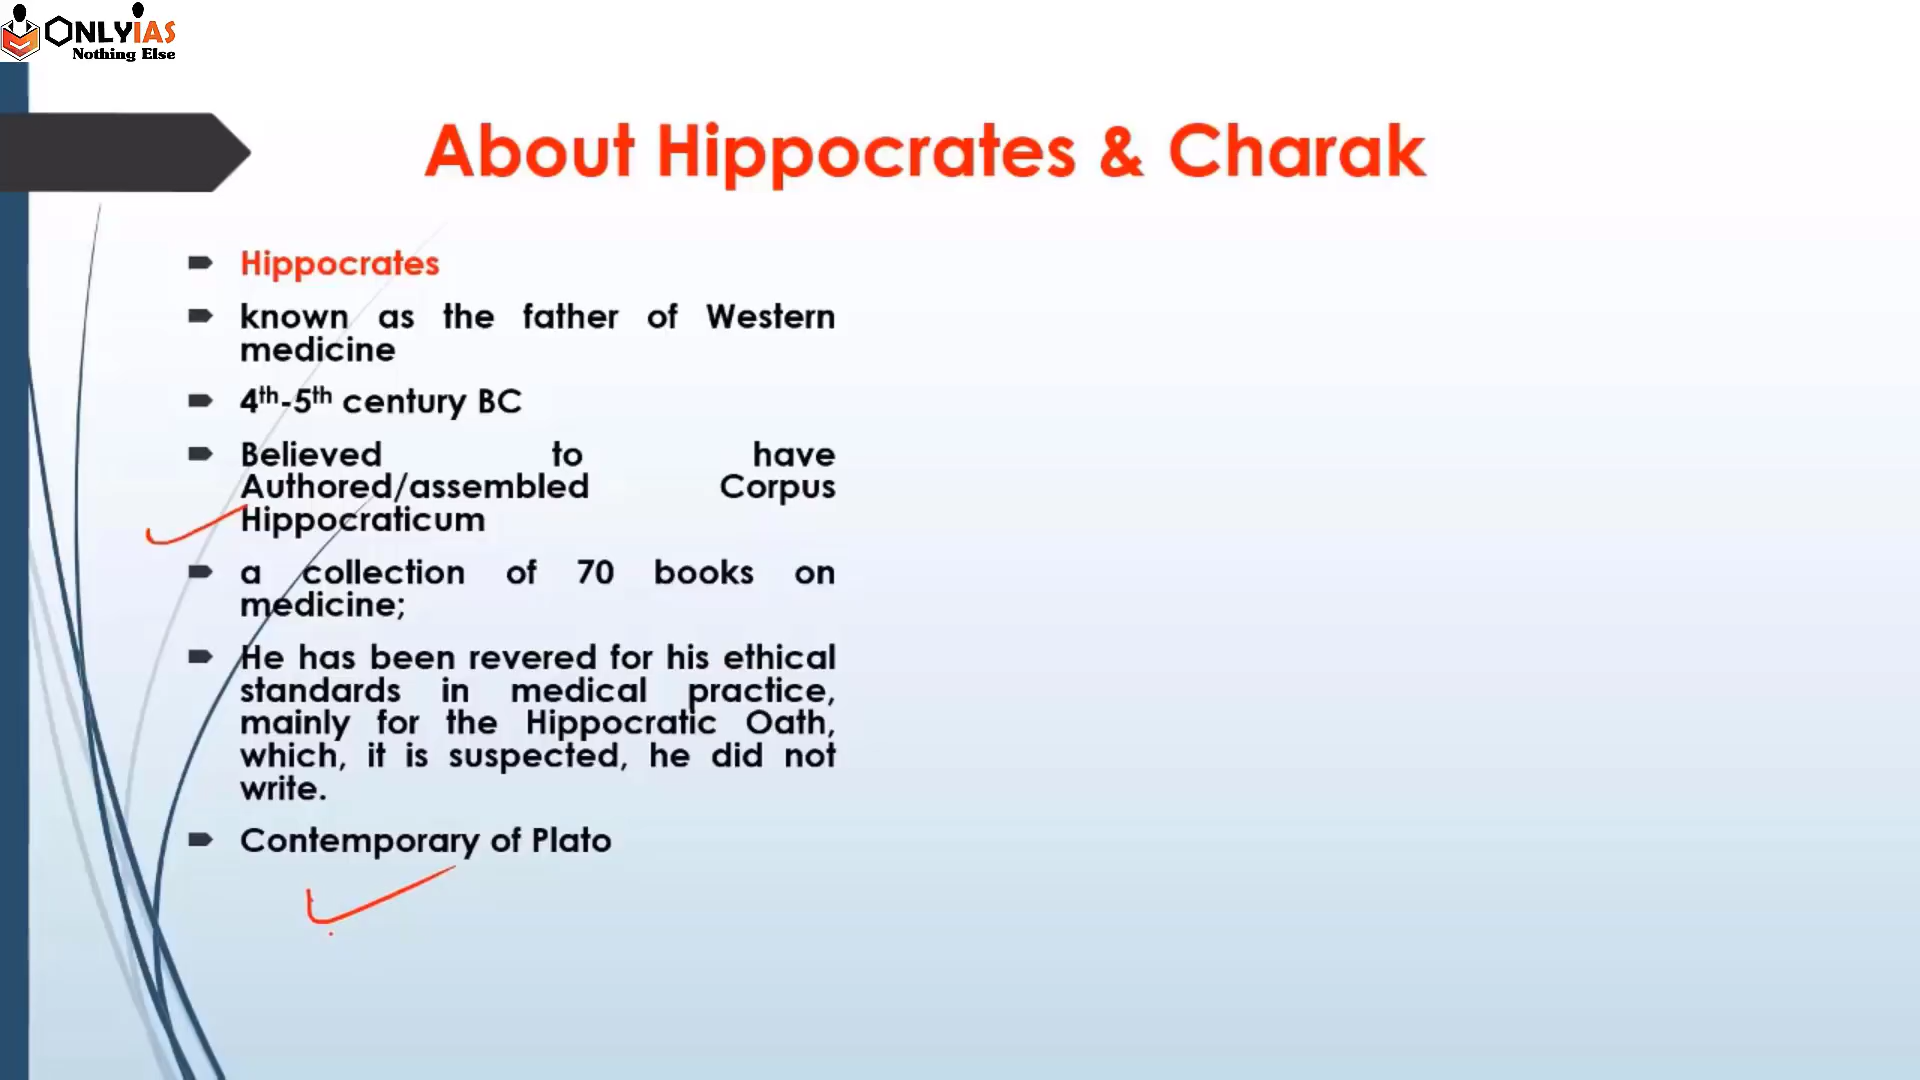 ONLYIAS
Nothing Else
About Hippocrates & Charak
Hippocrates
known as the father of Western
medicine
4th-5th century BC
Believed to have
Authored/assembled Corpus
Hippocraticum
a collection of 70 books on
medicine;
He has been revered for his ethical
standards in medical practice,
mainly for the Hippocratic Oath,
which, it is suspected, he did not
write.
Contemporary of Plato